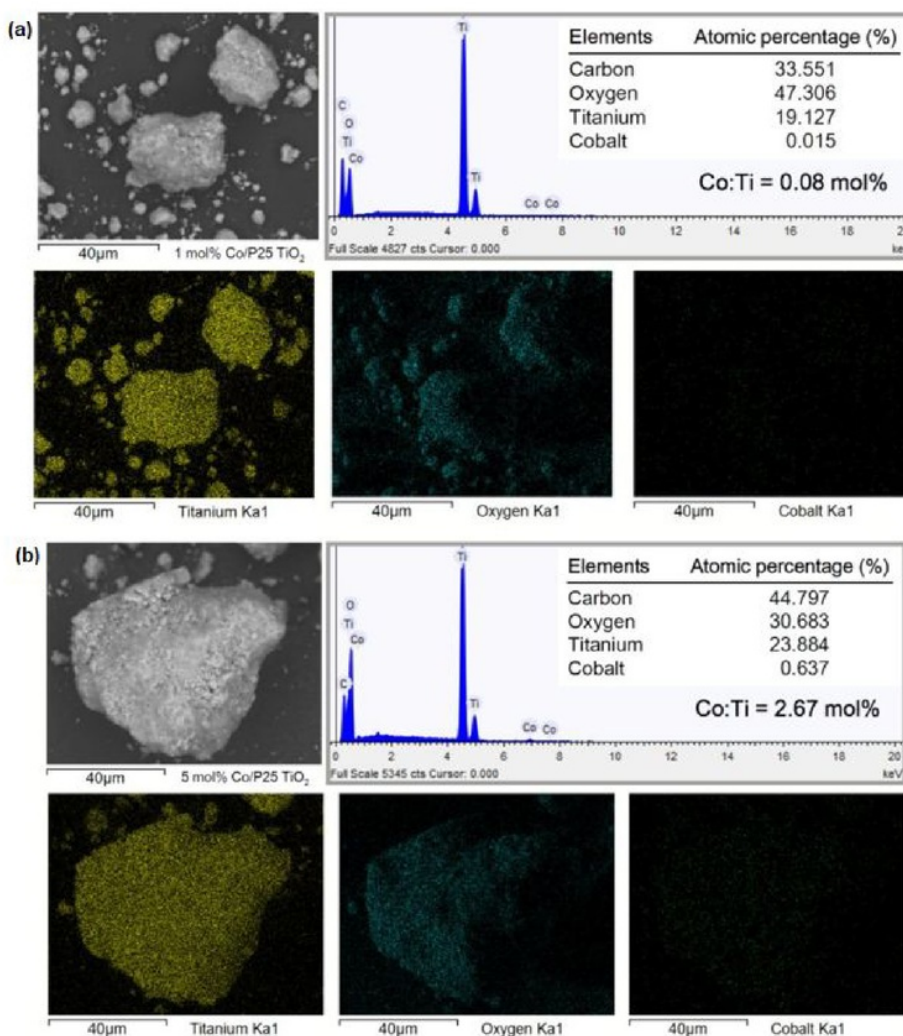 (a)
40µm 1 mol% Co/P25 TiO₂
C
O
Ti
Co
Ti
Ti
Co Co
0 2 4 6 8 10 12 14 16 18 20
Full Scale 4827 cts Cursor: 0.000
Elements Atomic percentage (%)
Carbon 33.551
Oxygen 47.306
Titanium 19.127
Cobalt 0.015
Co:Ti = 0.08 mol%
40µm Titanium Ka1
40µm Oxygen Ka1
40µm Cobalt Ka1
(b)
40µm 5 mol% Co/P25 TiO₂
O
Ti
Co
C
Ti
Ti
Co Co
0 2 4 6 8 10 12 14 16 18 20
Full Scale 5345 cts Cursor: 0.000 keV
Elements Atomic percentage (%)
Carbon 44.797
Oxygen 30.683
Titanium 23.884
Cobalt 0.637
Co:Ti = 2.67 mol%
40µm Titanium Ka1
40µm Oxygen Ka1
40µm Cobalt Ka1